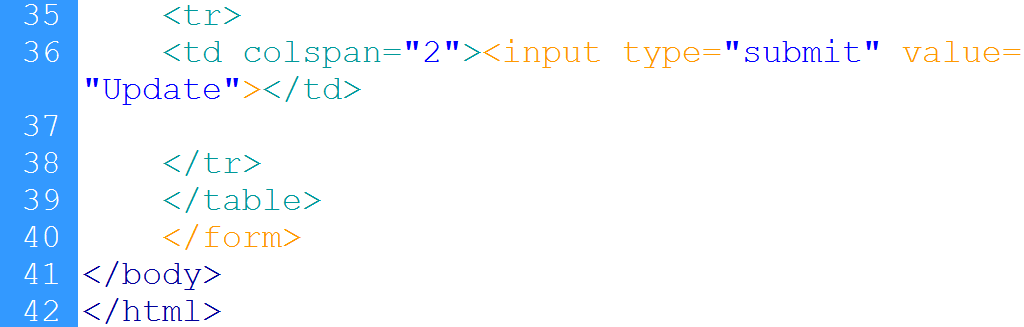 35 <tr>
36 <td colspan="2"><input type="submit" value=
"Update"></td>
37
38 </tr>
39 </table>
40 </form>
41 </body>
42 </html>